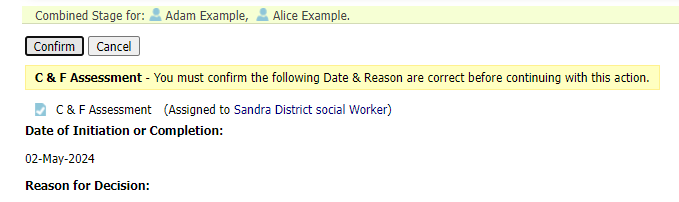 Combined Stage for: Adam Example, Alice Example.
Confirm Cancel
C & F Assessment - You must confirm the following Date & Reason are correct before continuing with this action.
C & F Assessment (Assigned to Sandra District social Worker)
Date of Initiation or Completion:
02-May-2024
Reason for Decision: